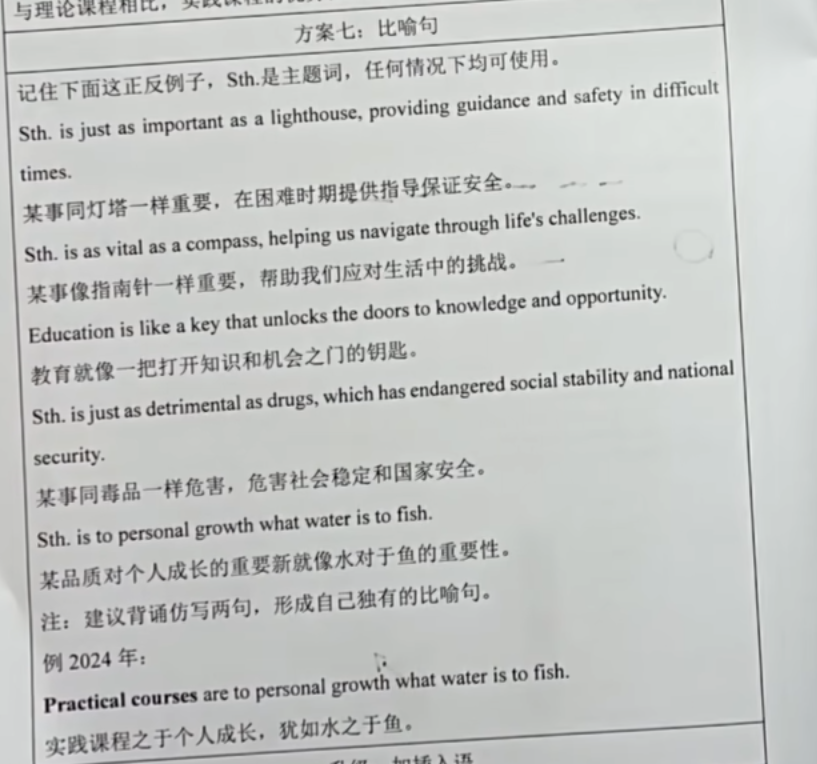 与理论课程相比，实践课程的
方案七：比喻句
记住下面这正反例子，Sth.是主题词，任何情况下均可使用。
Sth. is just as important as a lighthouse, providing guidance and safety in difficult
times.
某事同灯塔一样重要，在困难时期提供指导保证安全。
Sth. is as vital as a compass, helping us navigate through life's challenges.
某事像指南针一样重要，帮助我们应对生活中的挑战。
Education is like a key that unlocks the doors to knowledge and opportunity.
教育就像一把打开知识和机会之门的钥匙。
Sth. is just as detrimental as drugs, which has endangered social stability and national
security.
某事同毒品一样危害，危害社会稳定和国家安全。
Sth. is to personal growth what water is to fish.
某品质对个人成长的重要新就像水对于鱼的重要性。
注：建议背诵仿写两句，形成自己独有的比喻句。
例 2024 年：
Practical courses are to personal growth what water is to fish.
实践课程之于个人成长，犹如水之于鱼。
加插入语